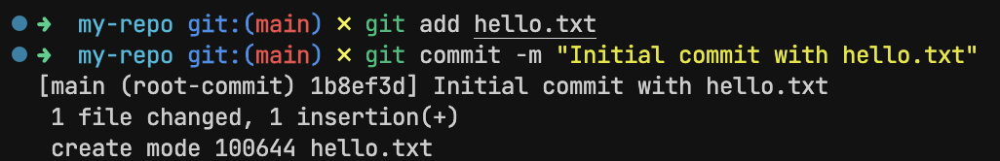 ➜ my-repo git:(main) ✗ git add hello.txt
➜ my-repo git:(main) ✗ git commit -m "Initial commit with hello.txt"
[main (root-commit) 1b8ef3d] Initial commit with hello.txt
1 file changed, 1 insertion(+)
create mode 100644 hello.txt